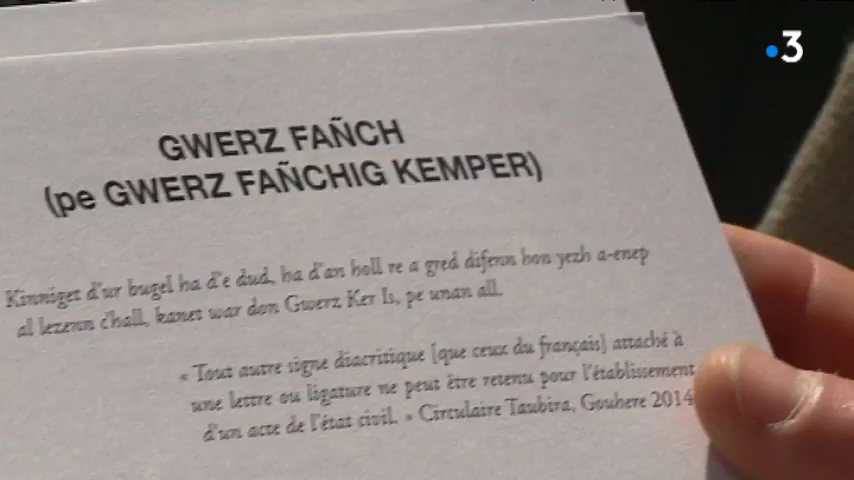 3
GWERZ FAÑCH
(pe GWERZ FAÑCHIG KEMPER)
Kinniget d'ur bugel ha d'e dud, ha d'an holl re a gred difenn hon yezh a-enep
al lezenn c'hall, kanet war don Gwerz Ker Is, pe unan all.
« Tout autre signe diacritique [que ceux du français] attaché à
une lettre ou ligature ne peut être retenu pour l'établissement
d'un acte de l'état civil. » Circulaire Taubira, Gouhere 2014